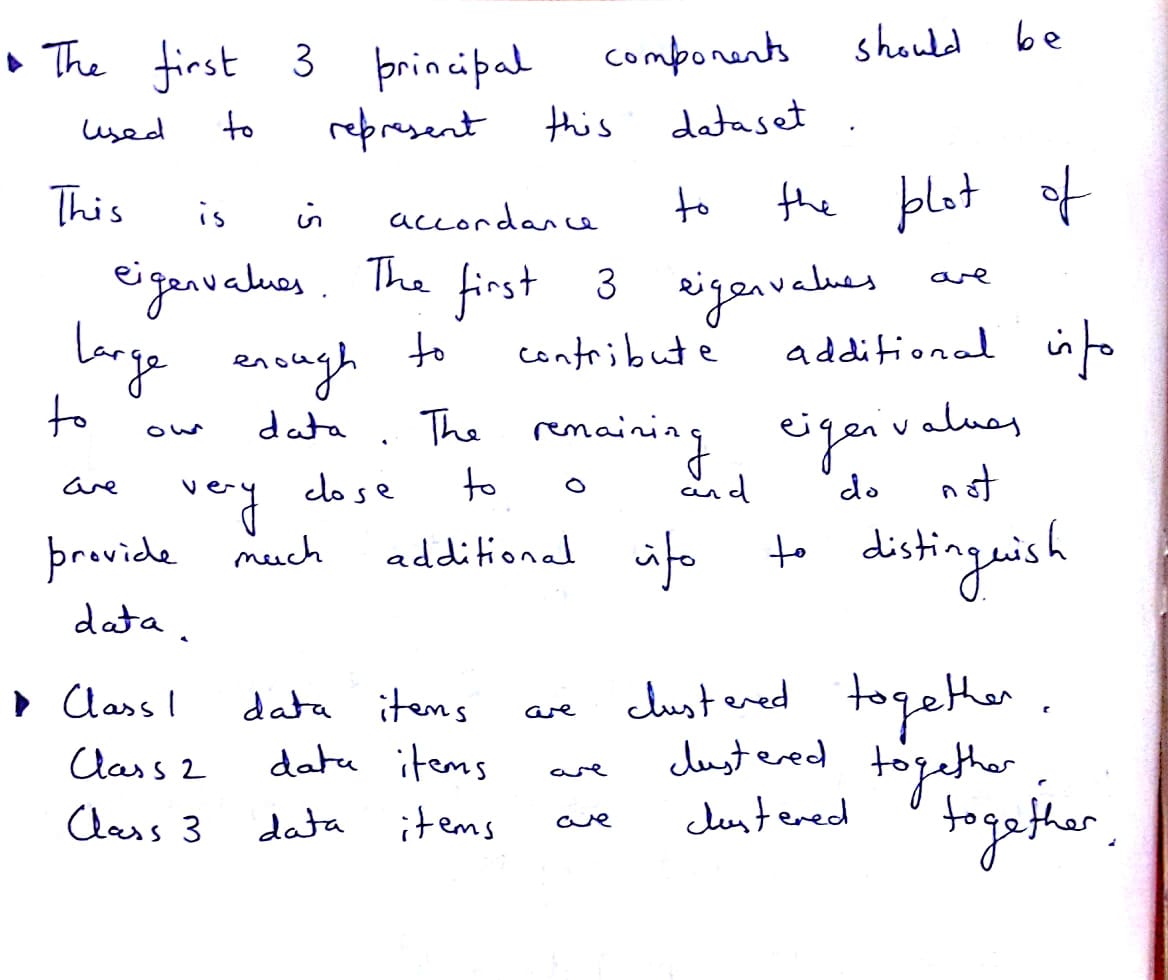 ▸ The first 3 principal components should be
used to represent this dataset.
This is in accordance to the plot of
eigenvalues. The first 3 eigenvalues are
large enough to contribute additional info
to our data. The remaining eigenvalues
are very close to 0 and do not
provide much additional info to distinguish
data.
▸ Class 1 data items are clustered together.
Class 2 data items are clustered together.
Class 3 data items are clustered together.